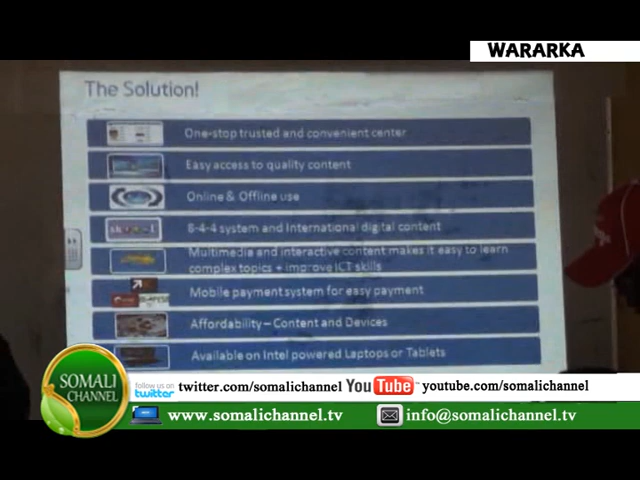 WARARKA
The Solution!
One-stop trusted and convenient center
Easy access to quality content
Online & Offline use
8-4-4 system and International digital content
Multimedia and interactive content makes it easy to learn
complex topics + improve ICT skills
Mobile payment system for easy payment
Affordability – Content and Devices
Available on Intel powered Laptops or Tablets
SOMALI
CHANNEL
follow us on
twitter
twitter.com/somalichannel
YouTube
youtube.com/somalichannel
www.somalichannel.tv
info@somalichannel.tv